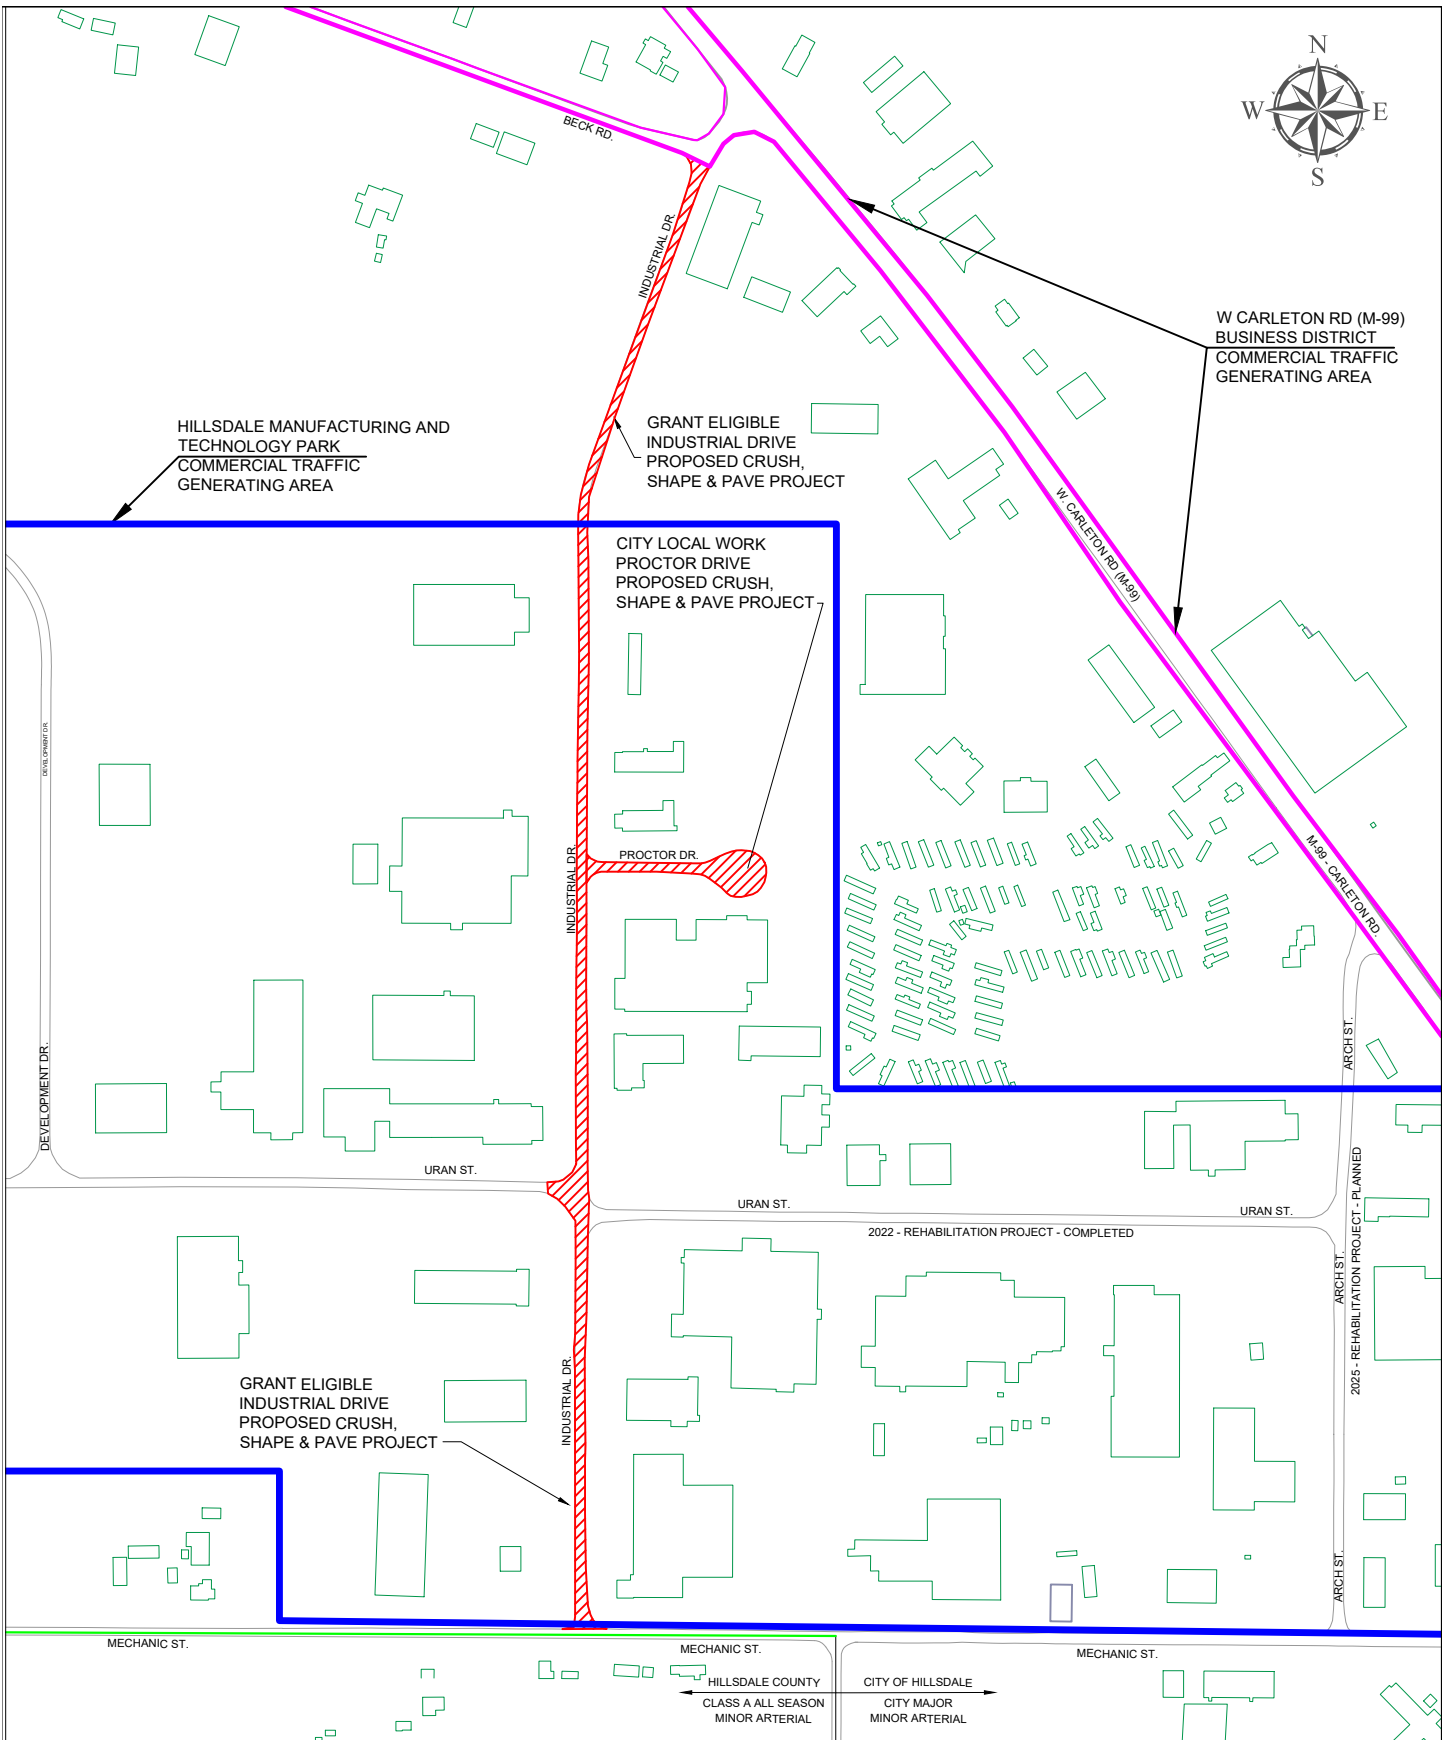 N
W E
S
BECK RD.
INDUSTRIAL DR.
W CARLETON RD (M-99)
BUSINESS DISTRICT
COMMERCIAL TRAFFIC
GENERATING AREA
HILLSDALE MANUFACTURING AND
TECHNOLOGY PARK
COMMERCIAL TRAFFIC
GENERATING AREA
GRANT ELIGIBLE
INDUSTRIAL DRIVE
PROPOSED CRUSH,
SHAPE & PAVE PROJECT
W. CARLETON RD (M-99)
CITY LOCAL WORK
PROCTOR DRIVE
PROPOSED CRUSH,
SHAPE & PAVE PROJECT
DEVELOPMENT DR.
PROCTOR DR.
INDUSTRIAL DR.
M-99 - CARLETON RD.
DEVELOPMENT DR.
ARCH ST.
URAN ST.
URAN ST.
URAN ST.
2022 - REHABILITATION PROJECT - COMPLETED
ARCH ST.
2025 - REHABILITATION PROJECT - PLANNED
INDUSTRIAL DR.
GRANT ELIGIBLE
INDUSTRIAL DRIVE
PROPOSED CRUSH,
SHAPE & PAVE PROJECT
ARCH ST.
MECHANIC ST.
MECHANIC ST.
MECHANIC ST.
HILLSDALE COUNTY
CLASS A ALL SEASON
MINOR ARTERIAL
CITY OF HILLSDALE
CITY MAJOR
MINOR ARTERIAL